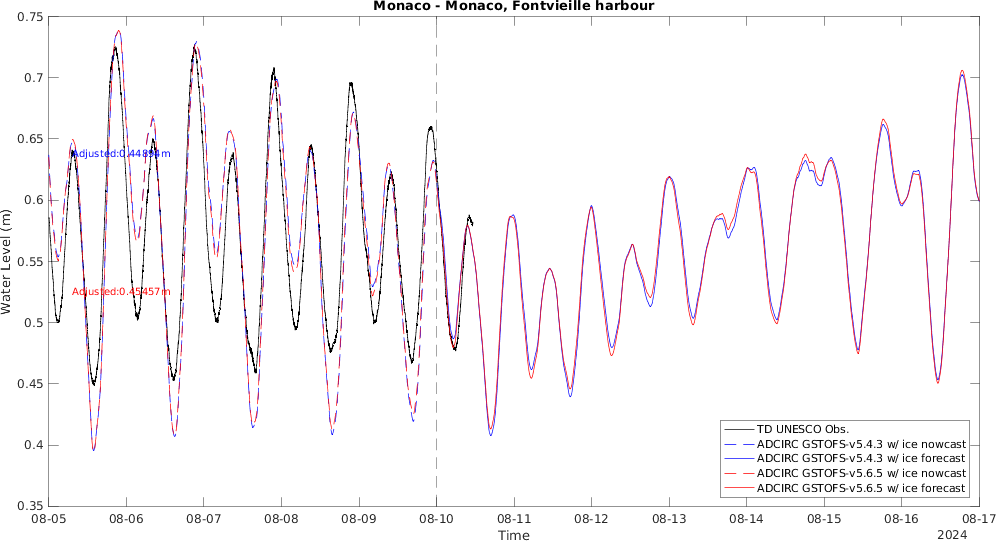 Monaco - Monaco, Fontvieille harbour
0.75
0.7
0.65
0.6
0.55
0.5
0.45
0.4
0.35
Water Level (m)
Adjusted:0.44894m
Adjusted:0.45457m
TD UNESCO Obs.
ADCIRC GSTOFS-v5.4.3 w/ ice nowcast
ADCIRC GSTOFS-v5.4.3 w/ ice forecast
ADCIRC GSTOFS-v5.6.5 w/ ice nowcast
ADCIRC GSTOFS-v5.6.5 w/ ice forecast
08-05 08-06 08-07 08-08 08-09 08-10 08-11 08-12 08-13 08-14 08-15 08-16 08-17
Time
2024